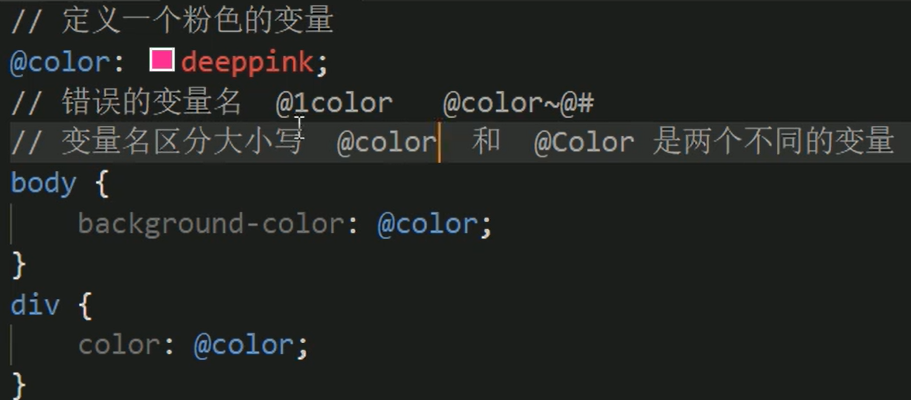 // 定义一个粉色的变量
@color: deeppink;
// 错误的变量名  @1color   @color~@#
// 变量名区分大小写  @color  和  @Color 是两个不同的变量
body {
    background-color: @color;
}
div {
    color: @color;
}